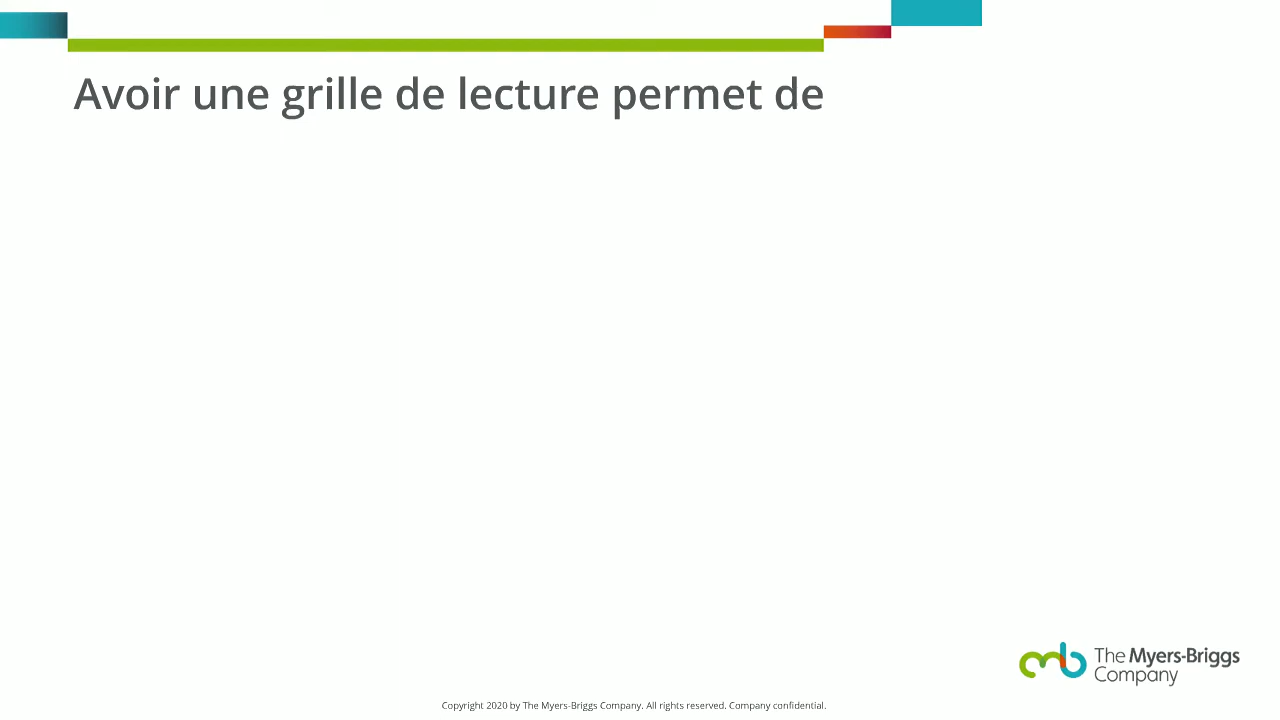 Avoir une grille de lecture permet de
The Myers-Briggs
Company
Copyright 2020 by The Myers-Briggs Company. All rights reserved. Company confidential.